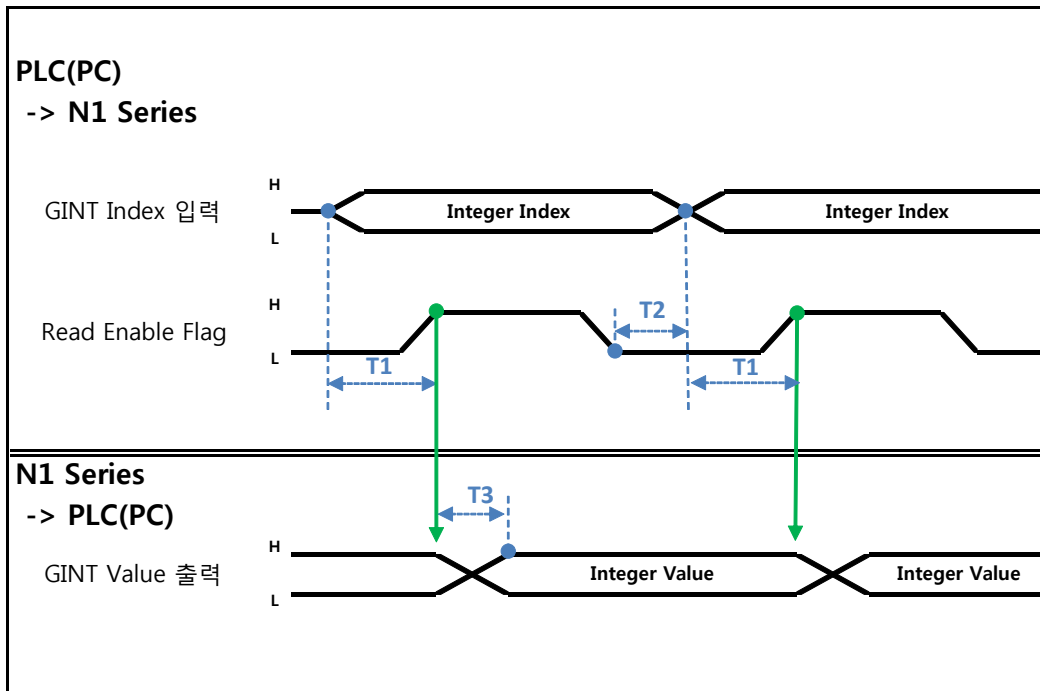 PLC(PC)
-> N1 Series
GINT Index 입력
H
L
Integer Index
Integer Index
Read Enable Flag
H
L
T2
T1
T1
N1 Series
-> PLC(PC)
T3
GINT Value 출력
H
L
Integer Value
Integer Value